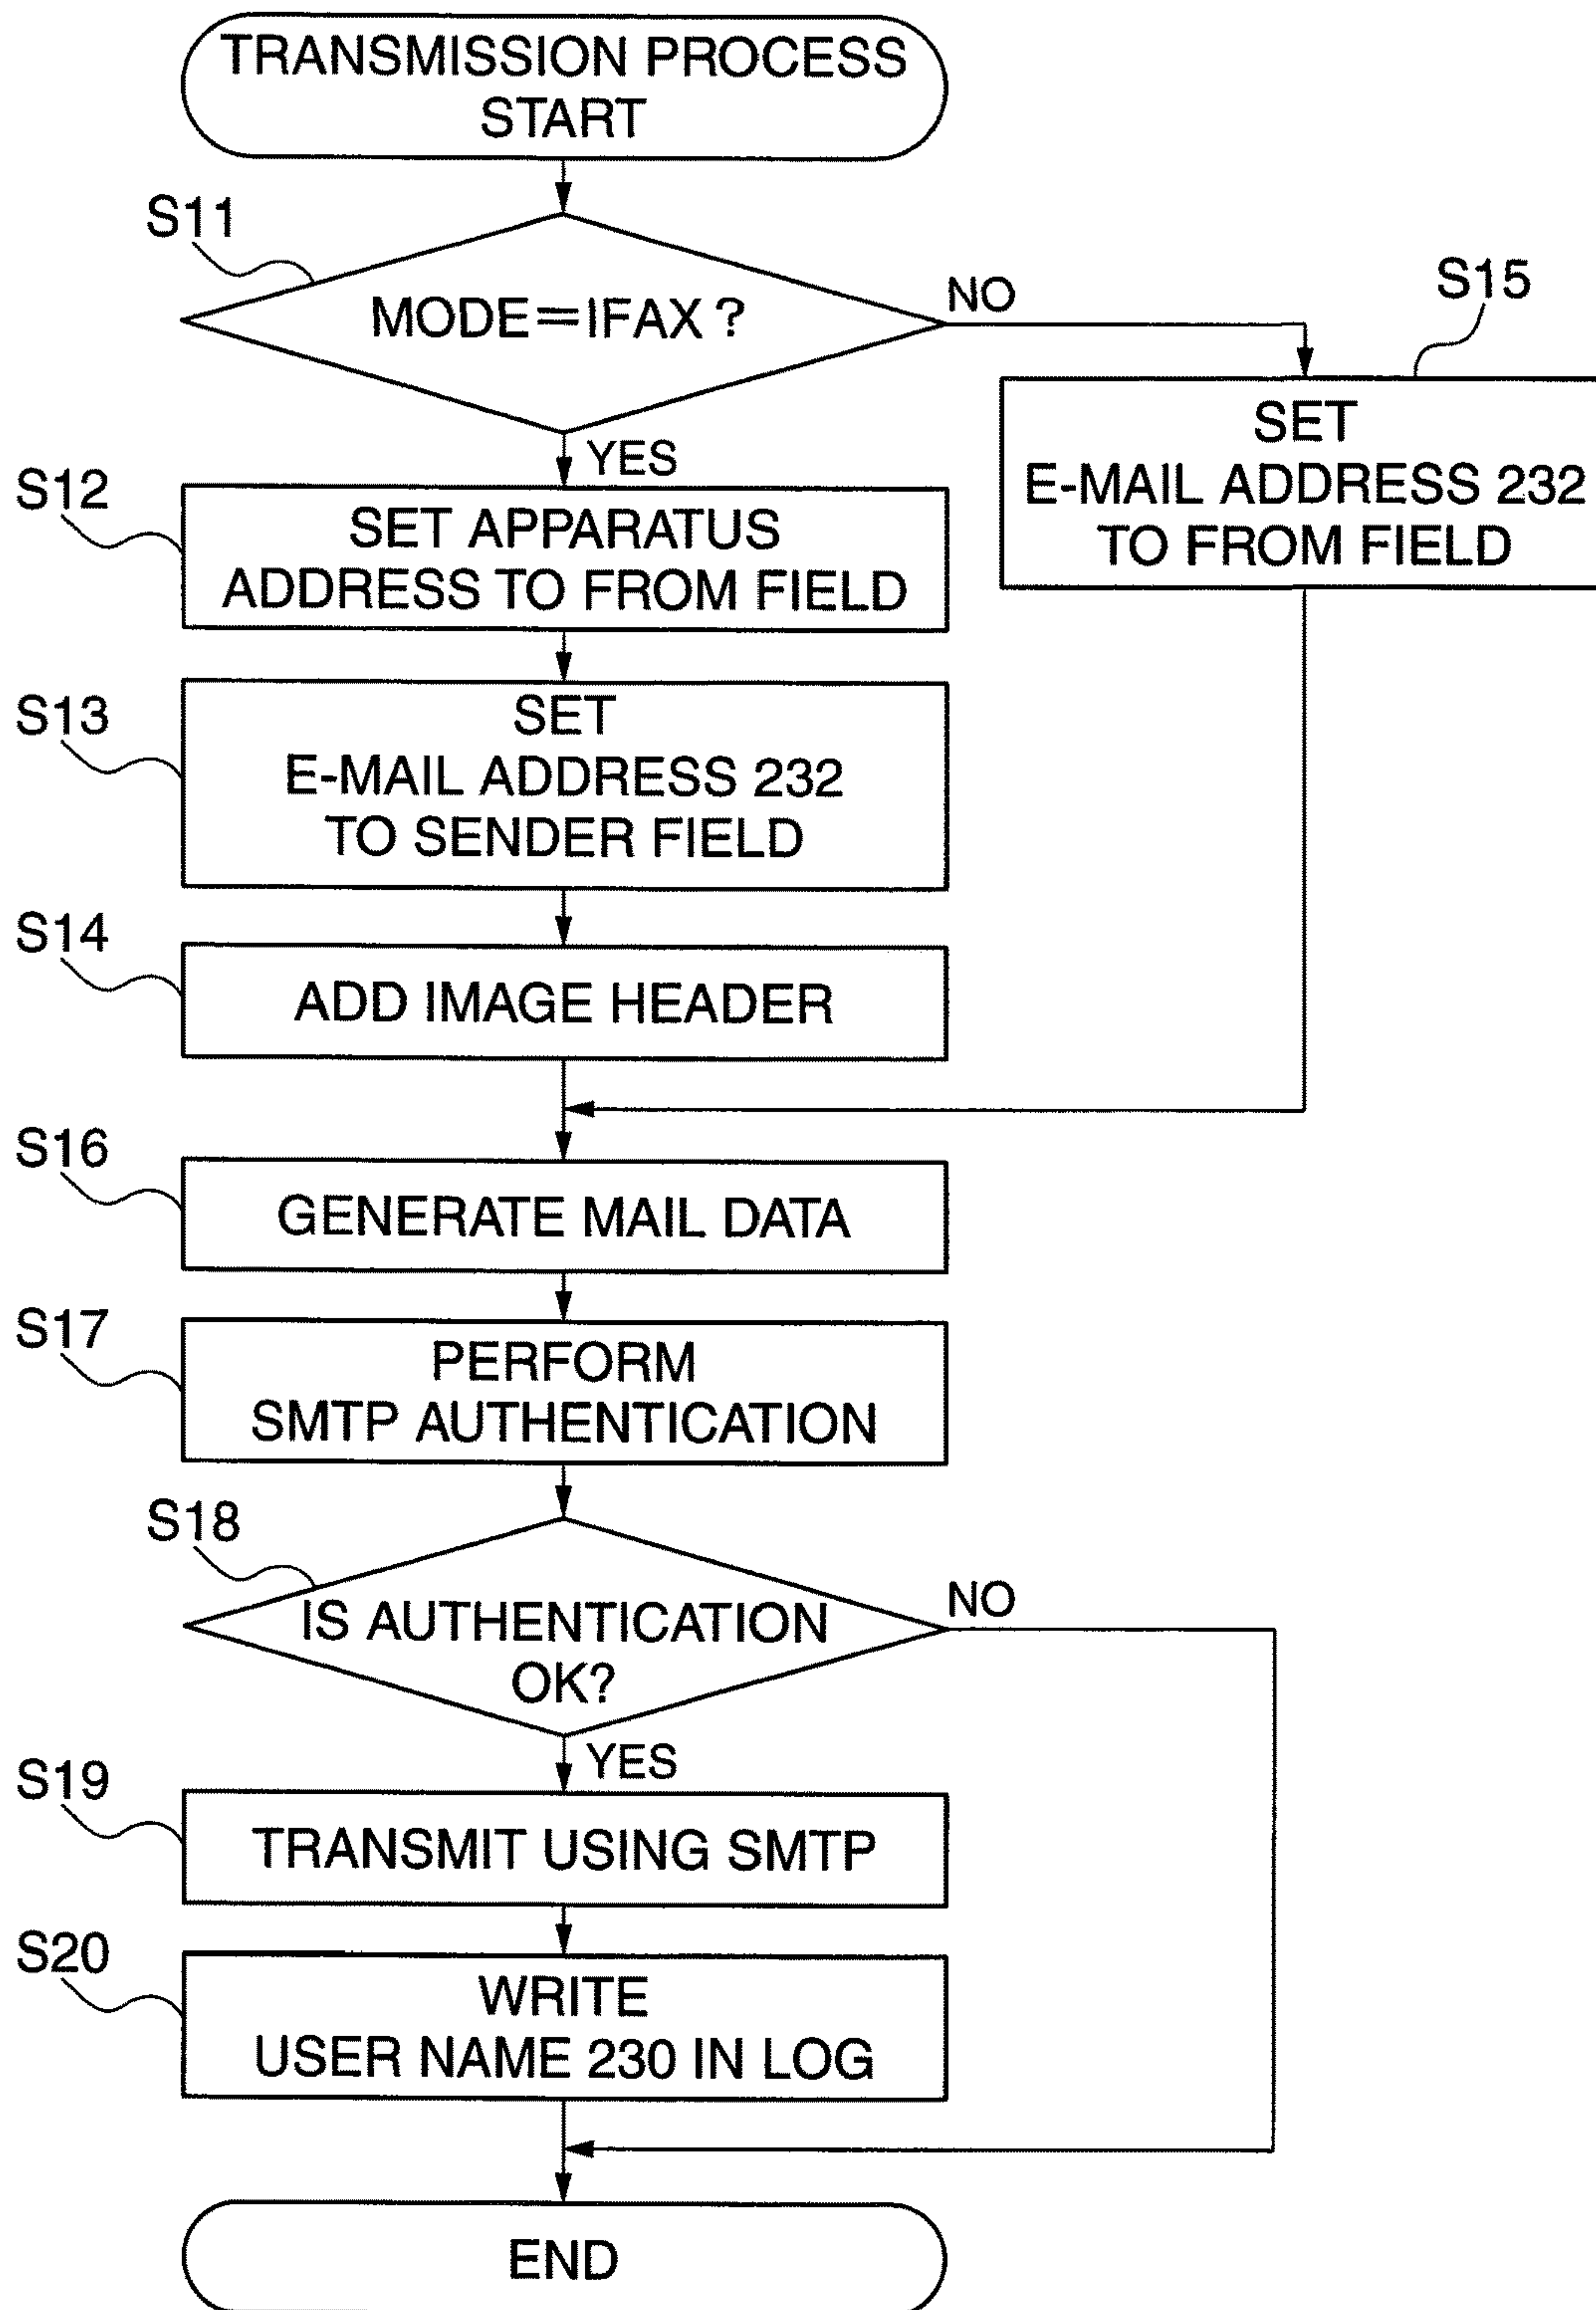 TRANSMISSION PROCESS
START
S11
MODE=IFAX ?
NO
S15
SET
E-MAIL ADDRESS 232
TO FROM FIELD
YES
S12
SET APPARATUS
ADDRESS TO FROM FIELD
S13
SET
E-MAIL ADDRESS 232
TO SENDER FIELD
S14
ADD IMAGE HEADER
S16
GENERATE MAIL DATA
S17
PERFORM
SMTP AUTHENTICATION
S18
IS AUTHENTICATION
OK?
NO
YES
S19
TRANSMIT USING SMTP
S20
WRITE
USER NAME 230 IN LOG
END